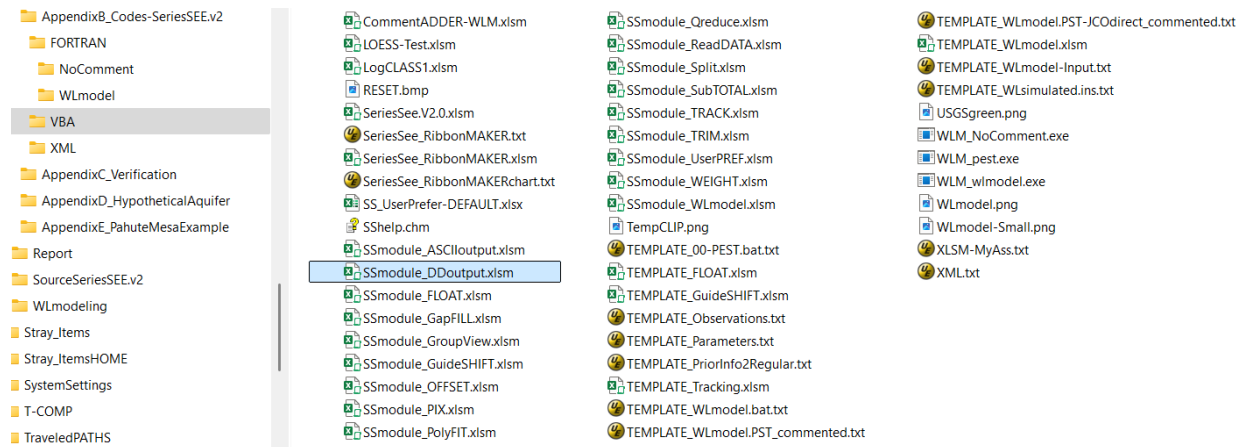 AppendixB_Codes-SeriesSEE.v2
FORTRAN
NoComment
WLmodel
VBA
XML
AppendixC_Verification
AppendixD_HypotheticalAquifer
AppendixE_PahuteMesaExample
Report
SourceSeriesSEE.v2
WLmodeling
Stray_Items
Stray_ItemsHOME
SystemSettings
T-COMP
TraveledPATHS
CommentADDER-WLM.xlsm
LOESS-Test.xlsm
LogCLASS1.xlsm
RESET.bmp
SeriesSee.V2.0.xlsm
SeriesSee_RibbonMAKER.txt
SeriesSee_RibbonMAKER.xlsm
SeriesSee_RibbonMAKERchart.txt
SS_UserPrefer-DEFAULT.xlsx
SShelp.chm
SSmodule_ASCIIoutput.xlsm
SSmodule_DDoutput.xlsm
SSmodule_FLOAT.xlsm
SSmodule_GapFILL.xlsm
SSmodule_GroupView.xlsm
SSmodule_GuideSHIFT.xlsm
SSmodule_OFFSET.xlsm
SSmodule_PIX.xlsm
SSmodule_PolyFIT.xlsm
SSmodule_Qreduce.xlsm
SSmodule_ReadDATA.xlsm
SSmodule_Split.xlsm
SSmodule_SubTOTAL.xlsm
SSmodule_TRACK.xlsm
SSmodule_TRIM.xlsm
SSmodule_UserPREF.xlsm
SSmodule_WEIGHT.xlsm
SSmodule_WLmodel.xlsm
TempCLIP.png
TEMPLATE_00-PEST.bat.txt
TEMPLATE_FLOAT.xlsm
TEMPLATE_GuideSHIFT.xlsm
TEMPLATE_Observations.txt
TEMPLATE_Parameters.txt
TEMPLATE_PriorInfo2Regular.txt
TEMPLATE_Tracking.xlsm
TEMPLATE_WLmodel.bat.txt
TEMPLATE_WLmodel.PST_commented.txt
TEMPLATE_WLmodel.PST-JCOdirect_commented.txt
TEMPLATE_WLmodel.xlsm
TEMPLATE_WLmodel-Input.txt
TEMPLATE_WLsimulated.ins.txt
USGSgreen.png
WLM_NoComment.exe
WLM_pest.exe
WLM_wlmodel.exe
WLmodel.png
WLmodel-Small.png
XLSM-MyAss.txt
XML.txt